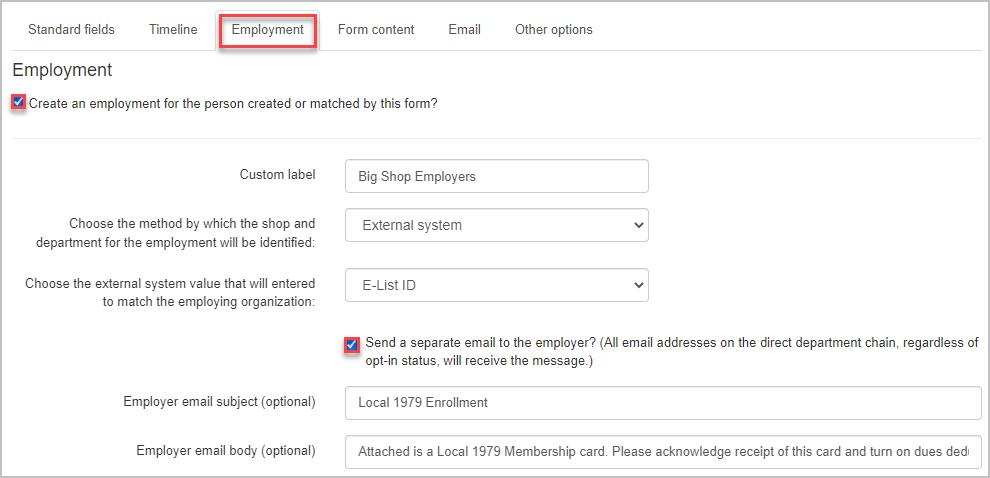 Standard fields Timeline Employment Form content Email Other options
Employment
Create an employment for the person created or matched by this form?
Custom label Big Shop Employers
Choose the method by which the shop and
department for the employment will be identified:
External system
Choose the external system value that will entered
to match the employing organization:
E-List ID
Send a separate email to the employer? (All email addresses on the direct department chain, regardless of
opt-in status, will receive the message.)
Employer email subject (optional) Local 1979 Enrollment
Employer email body (optional) Attached is a Local 1979 Membership card. Please acknowledge receipt of this card and turn on dues